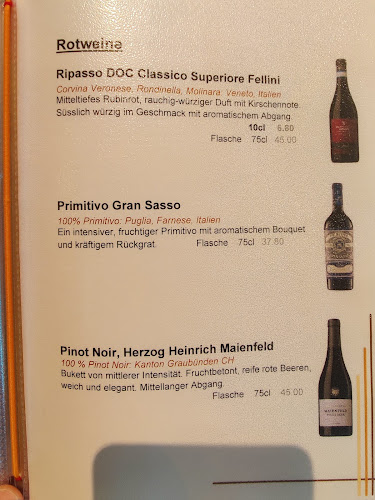 Rotweine
Ripasso DOC Classico Superiore Fellini
Corvina Veronese, Rondinella, Molinara: Veneto, Italien
Mitteltiefes Rubinrot, rauchig-würziger Duft mit Kirschennote.
Süsslich würzig im Geschmack mit aromatischem Abgang.
10cl 6.80
Flasche 75cl 46.00
Primitivo Gran Sasso
100% Primitivo: Puglia, Farnese, Italien
Ein intensiver, fruchtiger Primitivo mit aromatischem Bouquet
und kräftigem Rückgrat. Flasche 75cl 37.80
Pinot Noir, Herzog Heinrich Maienfeld
100 % Pinot Noir: Kanton Graubünden CH
Bukett von mittlerer Intensität. Fruchtbetont, reife rote Beeren,
weich und elegant. Mittellanger Abgang.
Flasche 75cl 45.00
MAIENFELD